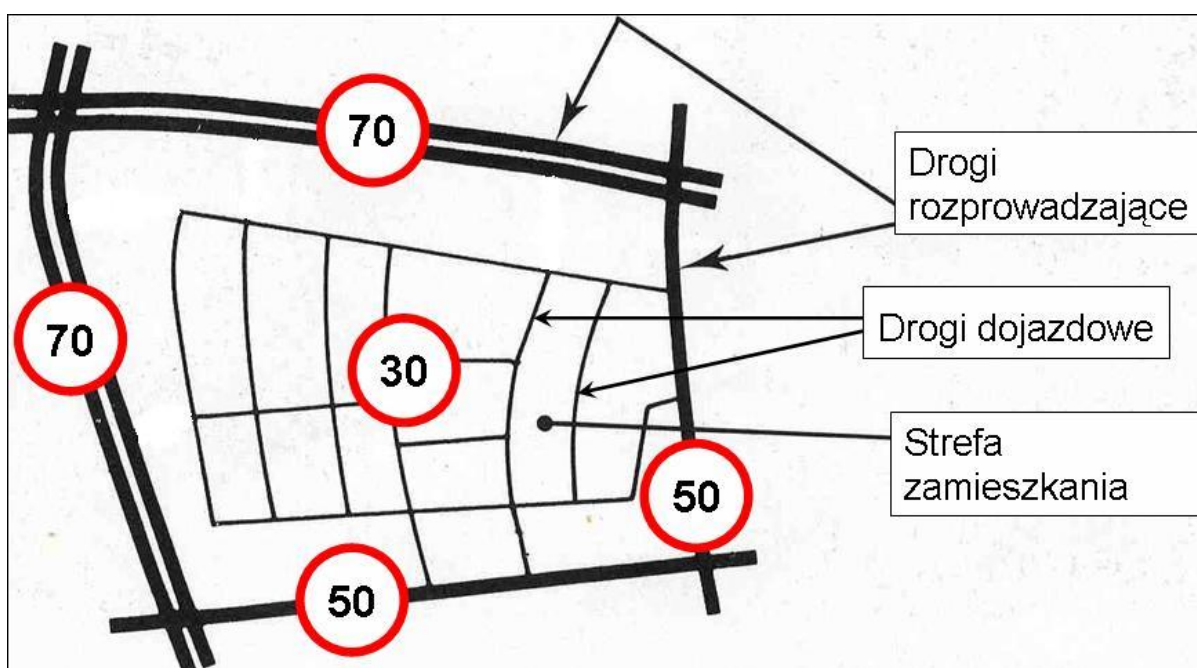 70
Drogi
rozprowadzające
70
30
Drogi dojazdowe
Strefa
zamieszkania
50
50